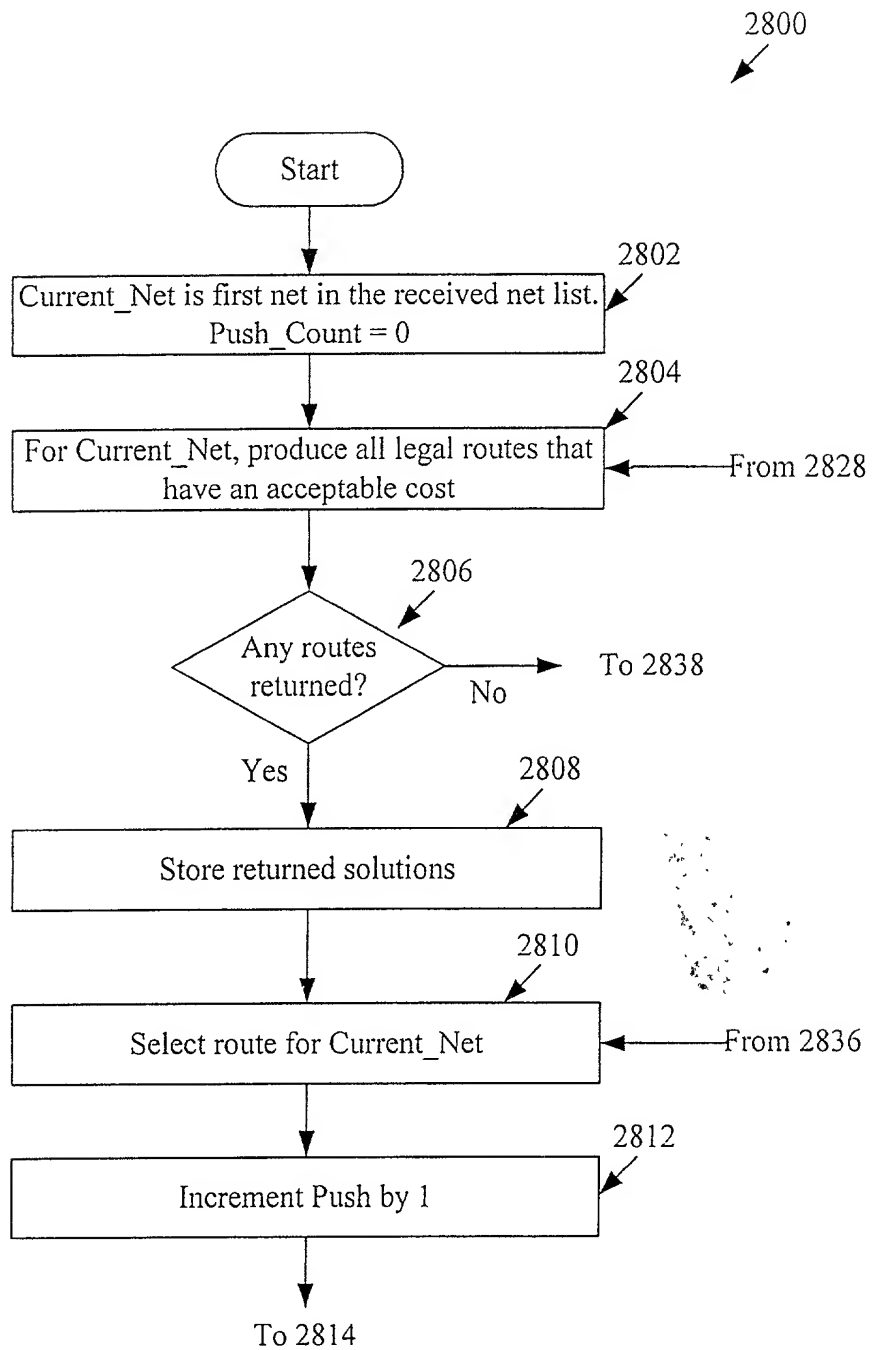 2800
Start
2802
Current_Net is first net in the received net list.
Push_Count = 0
2804
For Current_Net, produce all legal routes that
have an acceptable cost
From 2828
2806
Any routes
returned?
No
To 2838
Yes
2808
Store returned solutions
2810
Select route for Current_Net
From 2836
2812
Increment Push by 1
To 2814